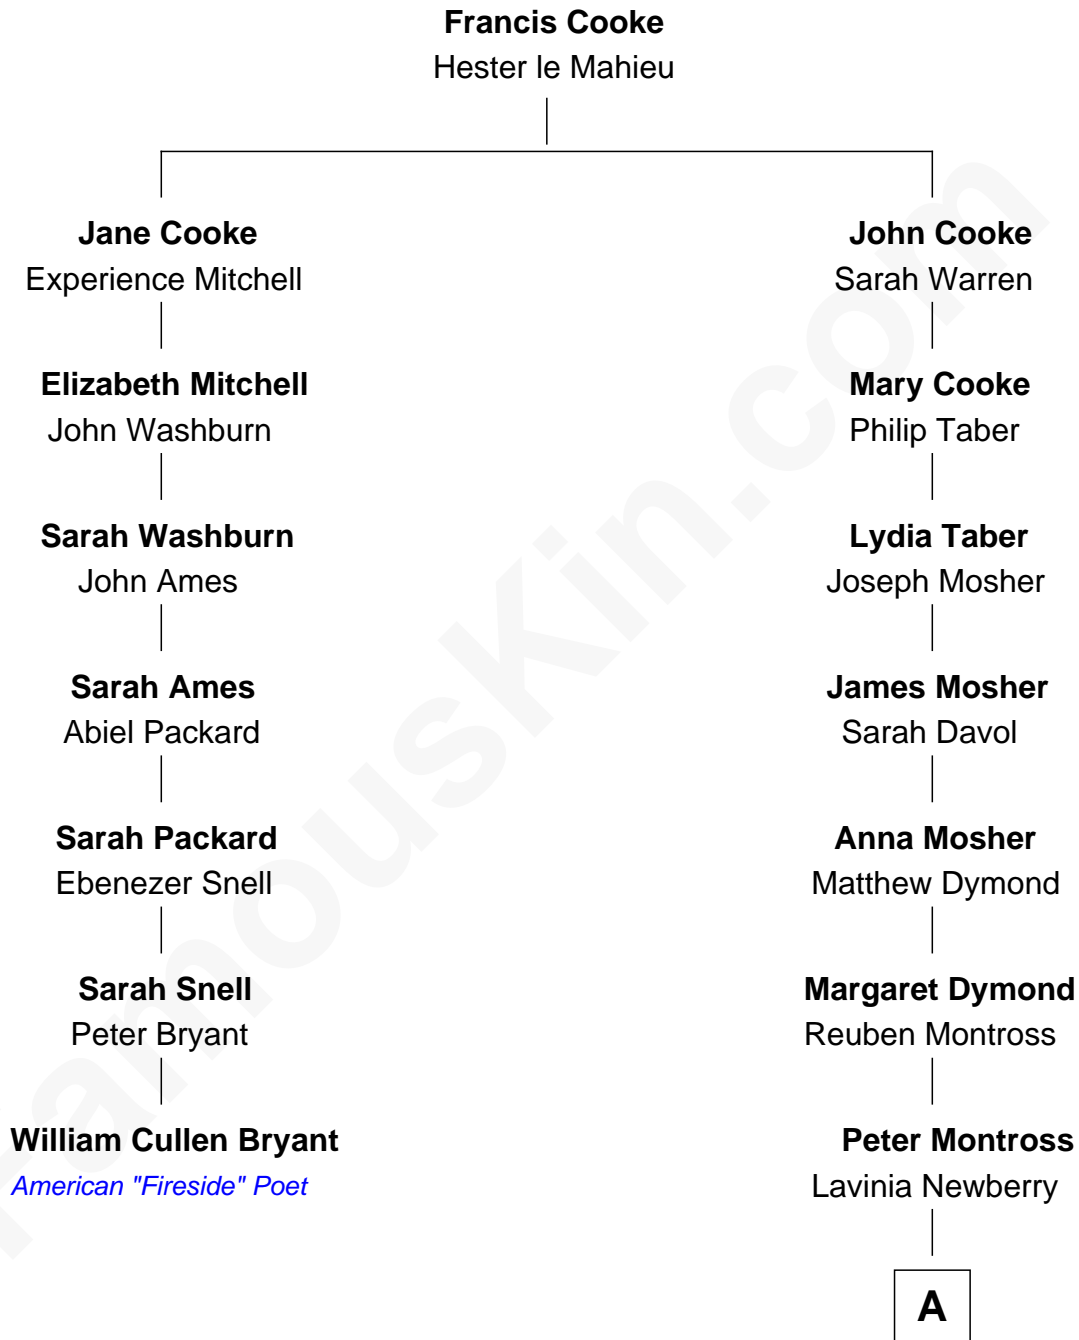 Francis Cooke
Hester le Mahieu
Jane Cooke
Experience Mitchell
John Cooke
Sarah Warren
Elizabeth Mitchell
John Washburn
Mary Cooke
Philip Taber
Sarah Washburn
John Ames
Lydia Taber
Joseph Mosher
Sarah Ames
Abiel Packard
James Mosher
Sarah Davol
Sarah Packard
Ebenezer Snell
Anna Mosher
Matthew Dymond
Sarah Snell
Peter Bryant
Margaret Dymond
Reuben Montross
William Cullen Bryant
American "Fireside" Poet
Peter Montross
Lavinia Newberry
A
FamousKin.com